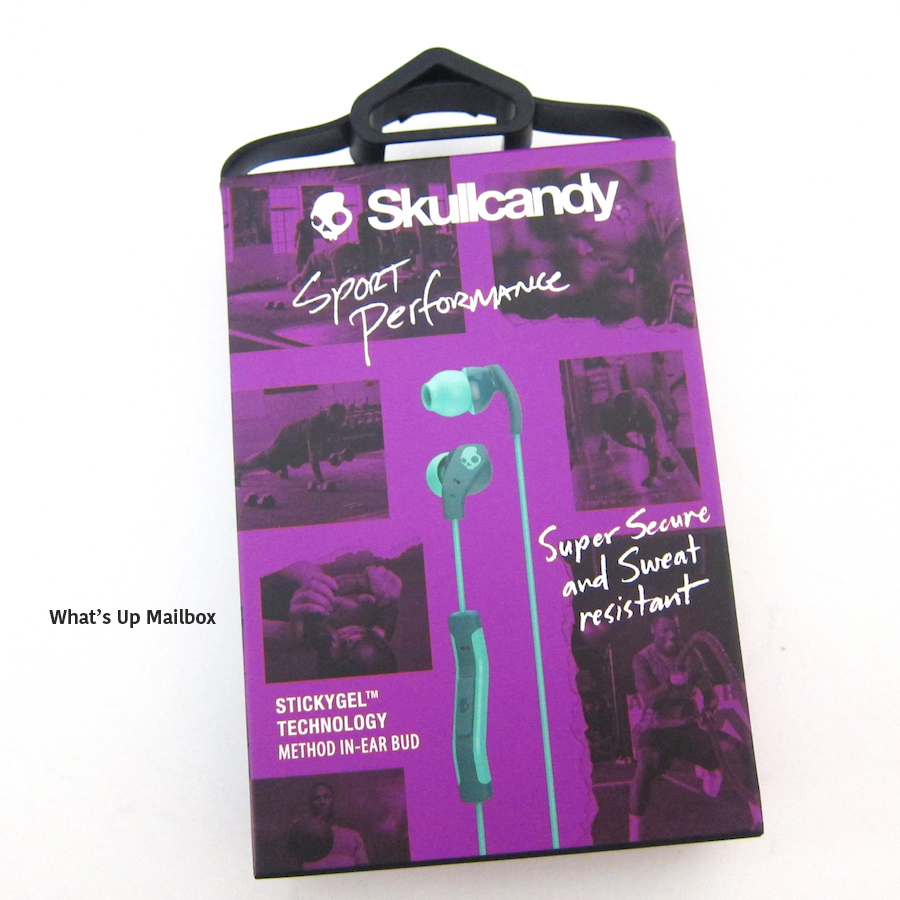 Skullcandy
SPORT
PerformANCE
Super Secure
and Sweat
resistant
What's Up Mailbox
STICKYGEL™
TECHNOLOGY
METHOD IN-EAR BUD